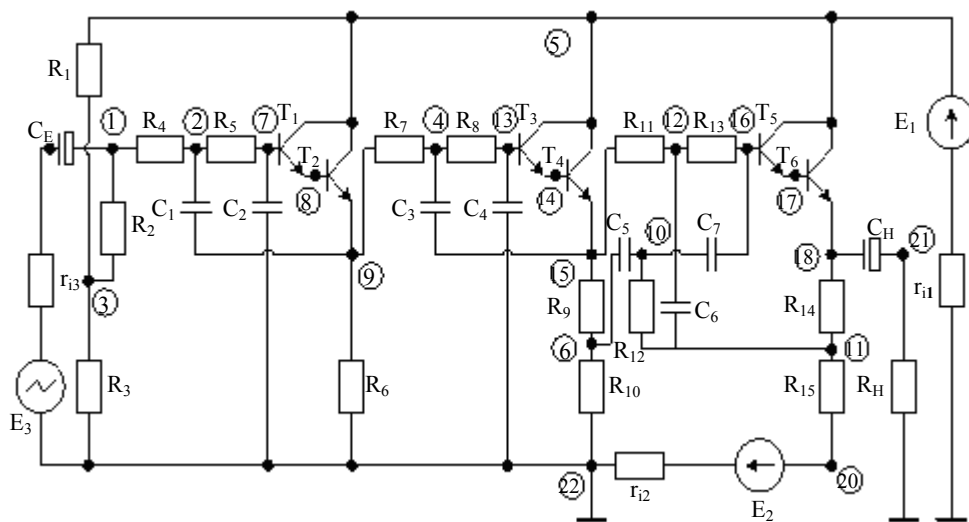 5
R1
E1
CE
1
R4
2
R5
7
T1
R7
4
R8
13
T3
R11
12
R13
16
T5
T2
T4
T6
8
14
17
C1
C2
R2
C3
C4
C5
10
C7
CH
21
18
ri3
3
9
15
ri1
R9
C6
R14
6
R12
11
R3
R6
R10
R15
RH
E3
22
ri2
E2
20